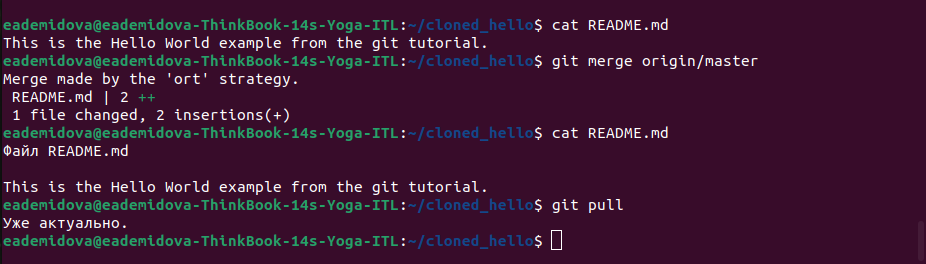 eademidova@eademidova-ThinkBook-14s-Yoga-ITL:~/cloned_hello$ cat README.md
This is the Hello World example from the git tutorial.
eademidova@eademidova-ThinkBook-14s-Yoga-ITL:~/cloned_hello$ git merge origin/master
Merge made by the 'ort' strategy.
 README.md | 2 ++
 1 file changed, 2 insertions(+)
eademidova@eademidova-ThinkBook-14s-Yoga-ITL:~/cloned_hello$ cat README.md
Файл README.md

This is the Hello World example from the git tutorial.
eademidova@eademidova-ThinkBook-14s-Yoga-ITL:~/cloned_hello$ git pull
Уже актуально.
eademidova@eademidova-ThinkBook-14s-Yoga-ITL:~/cloned_hello$